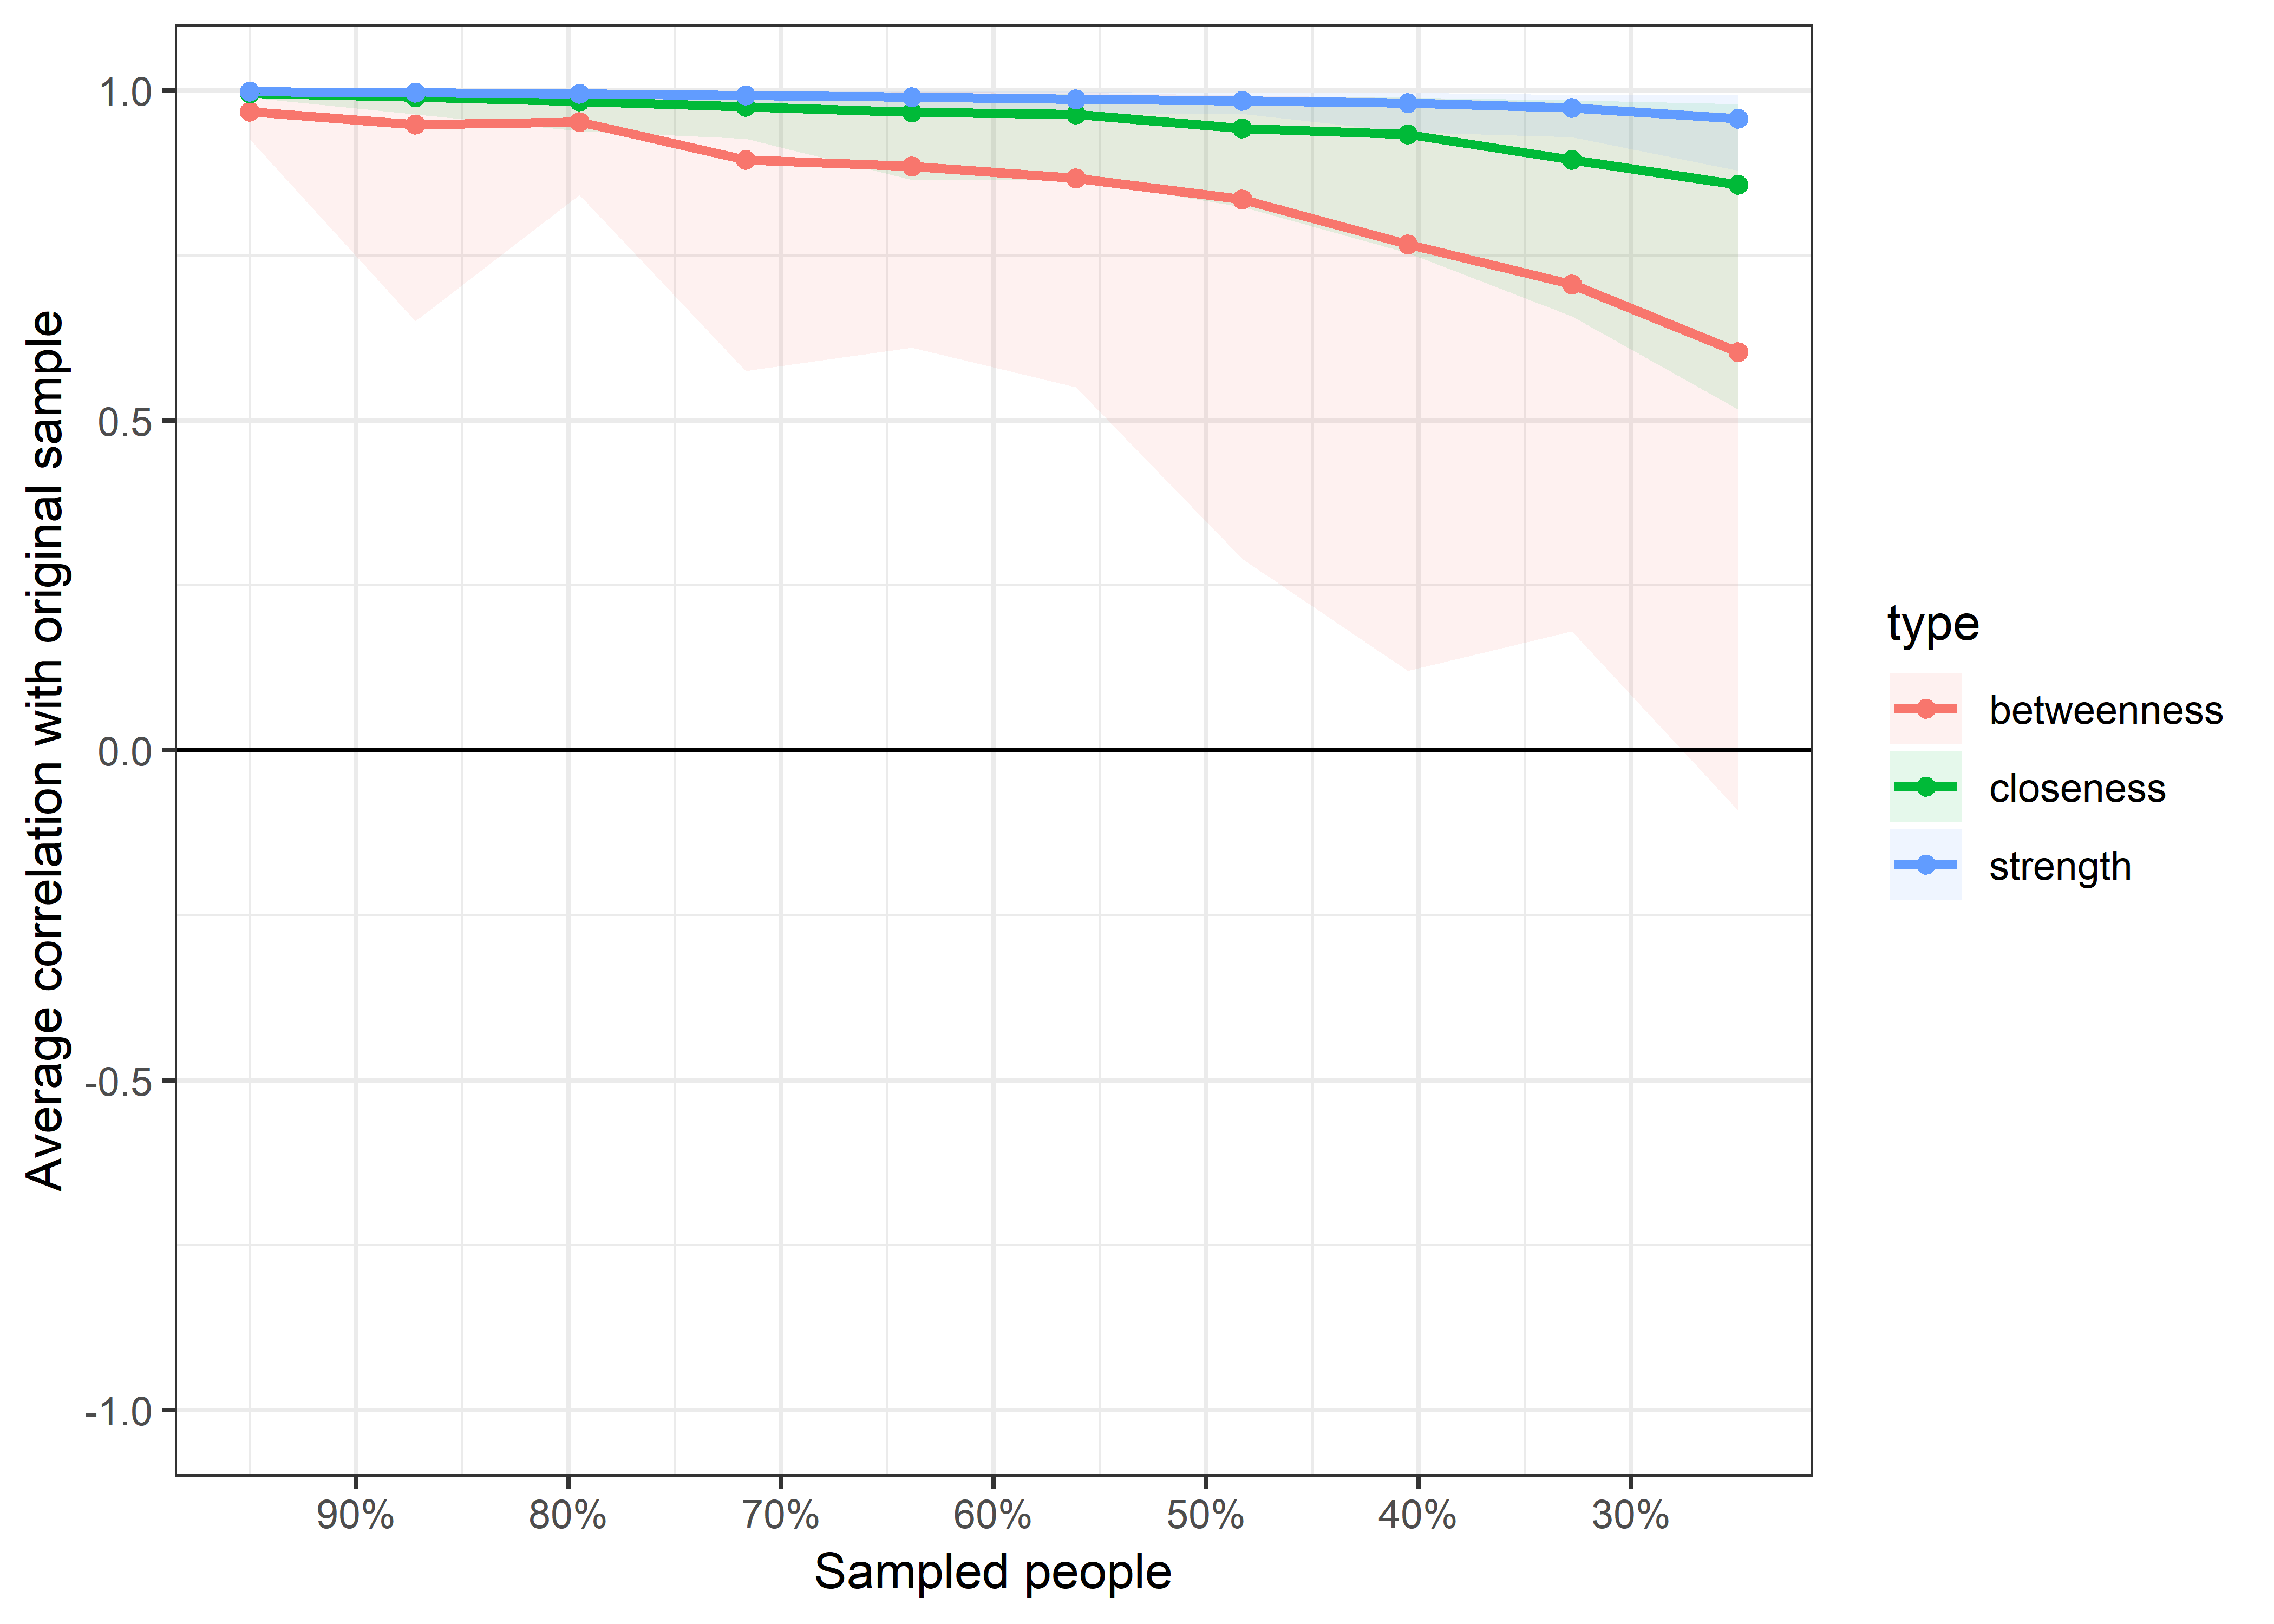 Average correlation with original sample
1.0
0.5
0.0
-0.5
-1.0
90% 80% 70% 60% 50% 40% 30%
Sampled people
type
betweenness
closeness
strength